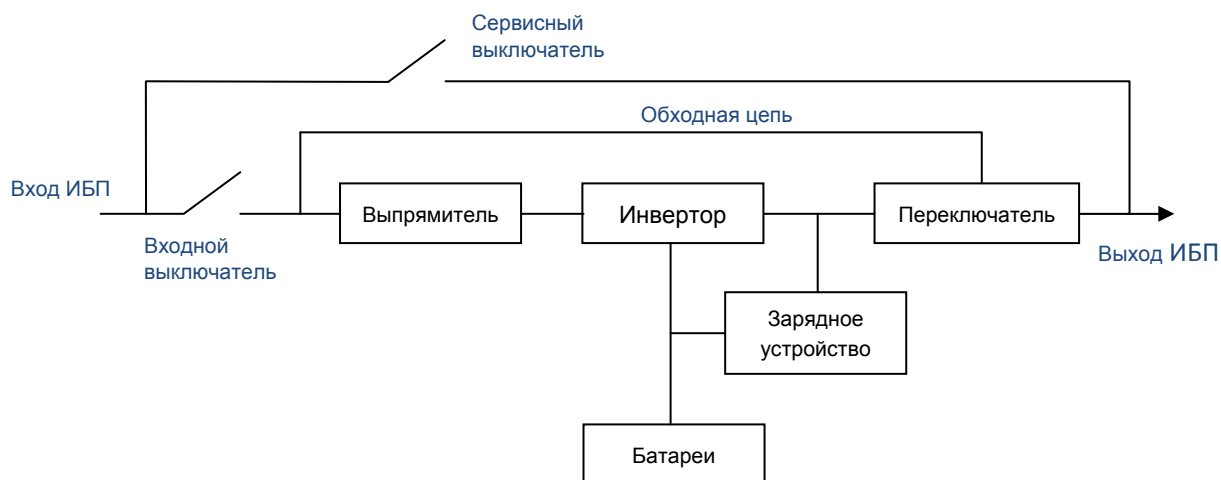 Сервисный
выключатель
Обходная цепь
Вход ИБП
Выпрямитель
Инвертор
Переключатель
Входной
выключатель
Выход ИБП
Зарядное
устройство
Батареи